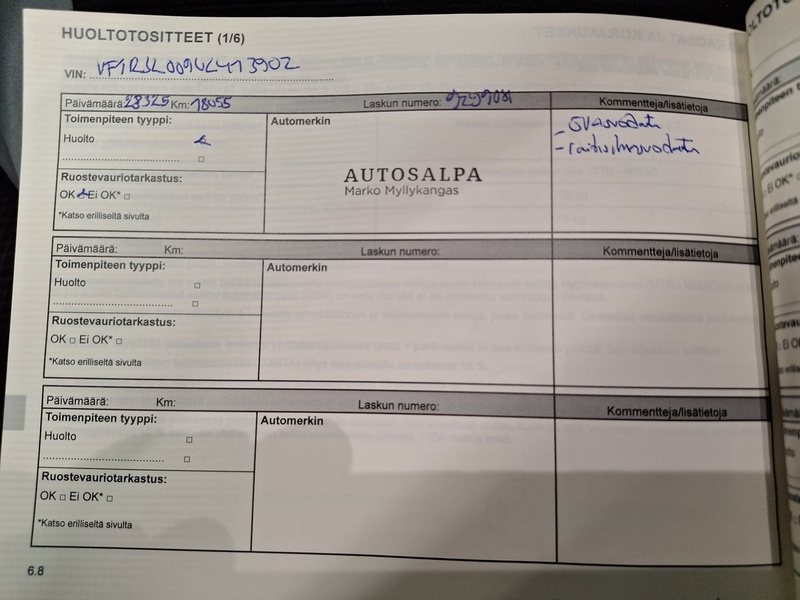 HUOLTOTOSITTEET (1/6)
VIN:
Päivämäärä: 28325 Km: 18055 Laskun numero: Kommentteja/lisätietoja
Toimenpiteen tyyppi: Automerkin
Huolto
AUTOSALPA
Marko Myllykangas
Ruostevauriotarkastus:
OK Ei OK* □
*Katso erilliseltä sivulta
- öljysuodatin
- raitisilmasuodatin
Päivämäärä: Km: Laskun numero: Kommentteja/lisätietoja
Toimenpiteen tyyppi: Automerkin
Huolto □
□
Ruostevauriotarkastus:
OK □ Ei OK* □
*Katso erilliseltä sivulta
Päivämäärä: Km: Laskun numero: Kommentteja/lisätietoja
Toimenpiteen tyyppi: Automerkin
Huolto □
□
Ruostevauriotarkastus:
OK □ Ei OK* □
*Katso erilliseltä sivulta
6.8